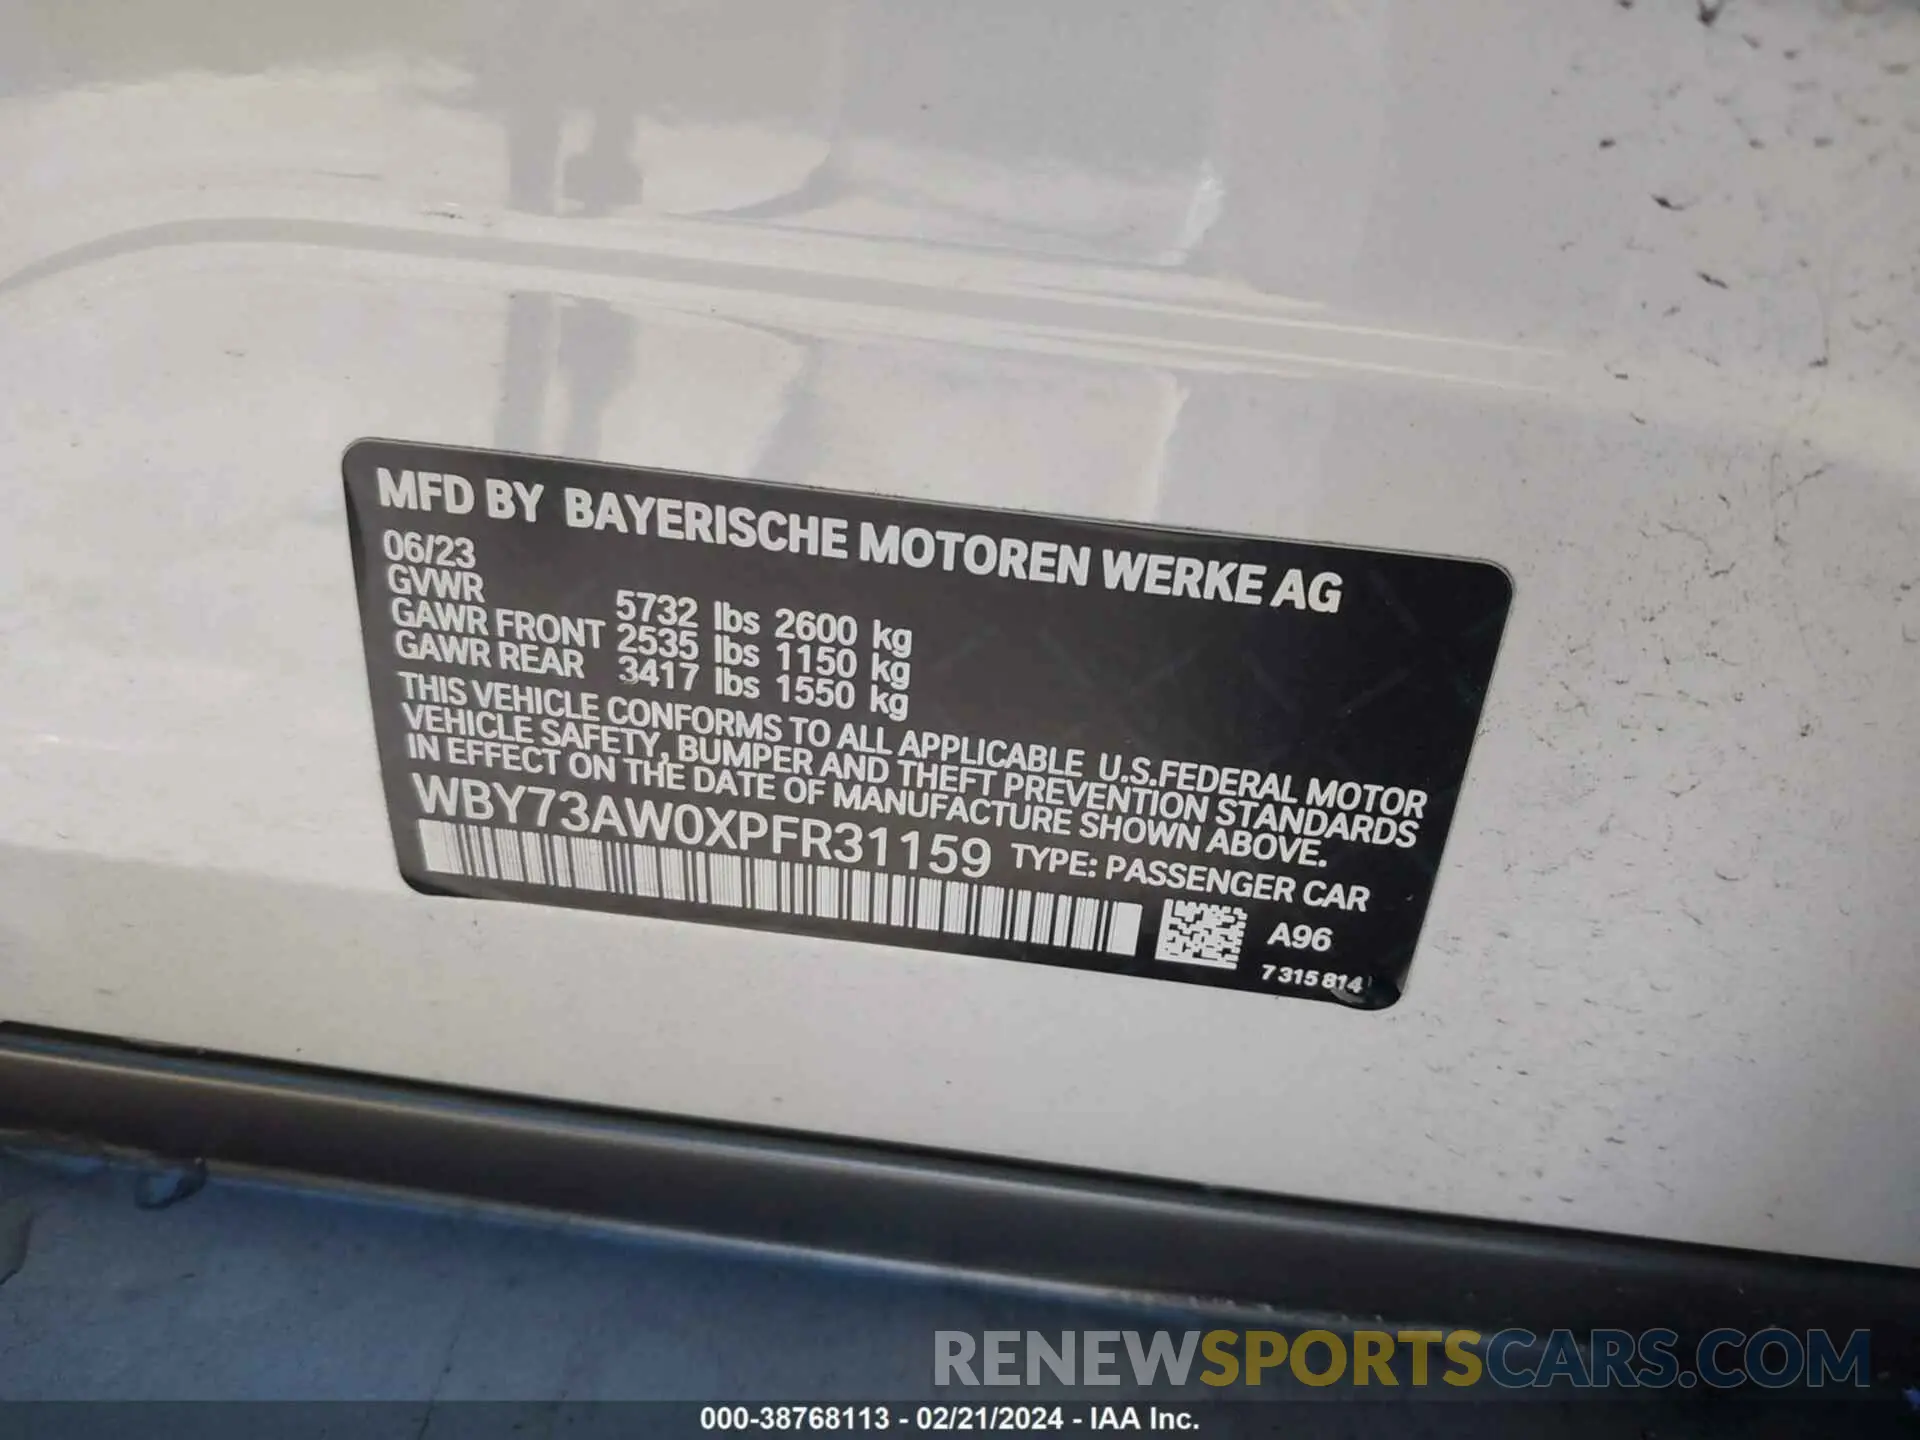 MFD BY BAYERISCHE MOTOREN WERKE AG
06/23
GVWR 5732 lbs 2600 kg
GAWR FRONT 2535 lbs 1150 kg
GAWR REAR 3417 lbs 1550 kg
THIS VEHICLE CONFORMS TO ALL APPLICABLE U.S.FEDERAL MOTOR
VEHICLE SAFETY, BUMPER AND THEFT PREVENTION STANDARDS
IN EFFECT ON THE DATE OF MANUFACTURE SHOWN ABOVE.
WBY73AW0XPFR31159 TYPE: PASSENGER CAR
A96
7 315 814
RENEWSPORTSCARS.COM
000-38768113 - 02/21/2024 - IAA Inc.